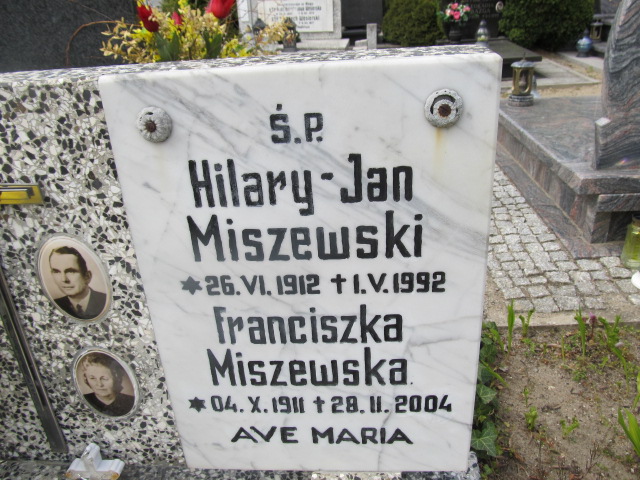 Ś.P.
Hilary-Jan
Miszewski
*26.VI.1912 †1.V.1992
Franciszka
Miszewska
*04.X.1911 †28.II.2004
AVE MARIA